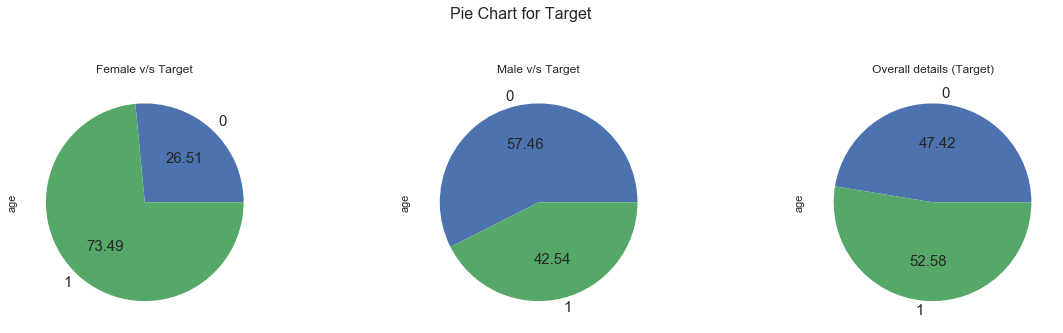 Pie Chart for Target
Female v/s Target
0
26.51
age
73.49
1
Male v/s Target
0
57.46
age
42.54
1
Overall details (Target)
0
47.42
age
52.58
1